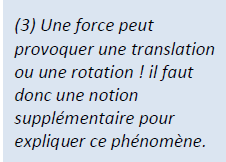 (3) Une force peut
provoquer une translation
ou une rotation ! il faut
donc une notion
supplémentaire pour
expliquer ce phénomène.